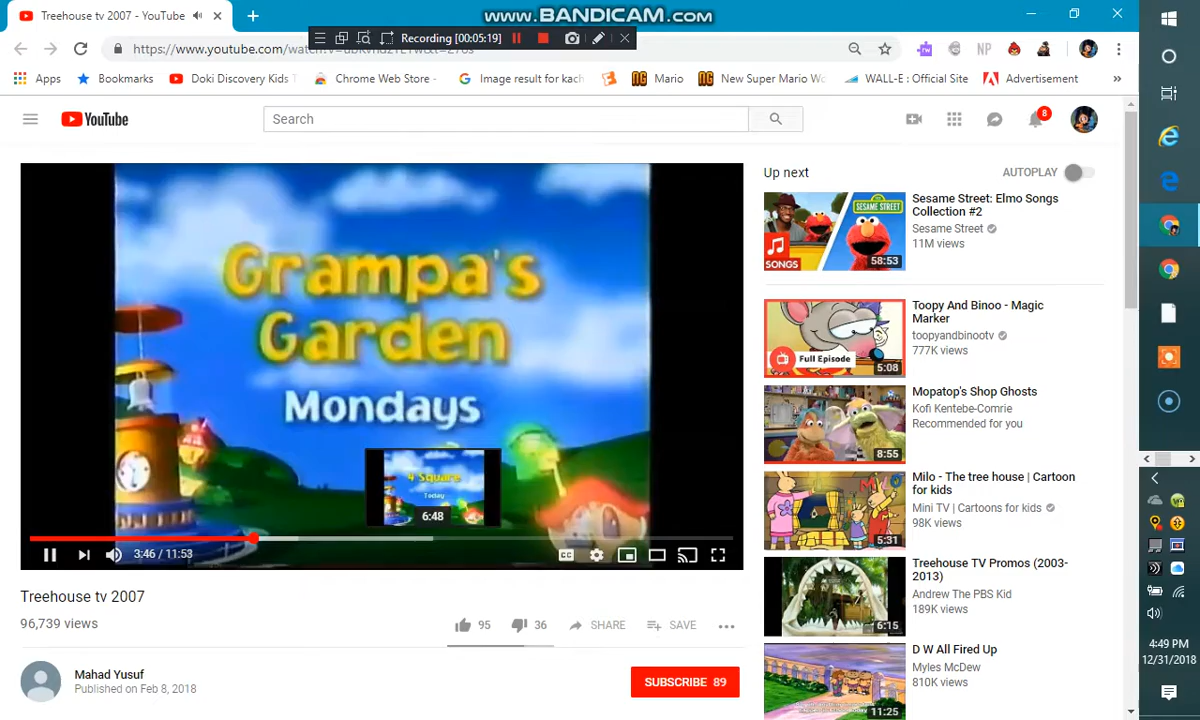 Treehouse tv 2007 - YouTube
www.BANDICAM.com
Recording [00:05:19]
https://www.youtube.com/
Apps
Bookmarks
Doki Discovery Kids
Chrome Web Store -
Image result for kach
Mario
New Super Mario Wo
WALL-E : Official Site
Advertisement
»
YouTube
Search
8
NP
Grampa's
Garden
Mondays
4 Square
Today
6:48
3:46 / 11:53
CC
Treehouse tv 2007
96,739 views
95
36
SHARE
SAVE
Mahad Yusuf
Published on Feb 8, 2018
SUBSCRIBE 89
Up next
AUTOPLAY
SESAME STREET
SONGS
58:53
Sesame Street: Elmo Songs
Collection #2
Sesame Street
11M views
Full Episode
5:08
Toopy And Binoo - Magic
Marker
toopyandbinootv
777K views
8:55
Mopatop's Shop Ghosts
Kofi Kentebe-Comrie
Recommended for you
MILO
5:31
Milo - The tree house | Cartoon
for kids
Mini TV | Cartoons for kids
98K views
6:15
Treehouse TV Promos (2003-
2013)
Andrew The PBS Kid
189K views
11:25
D W All Fired Up
Myles McDew
810K views
4:49 PM
12/31/2018